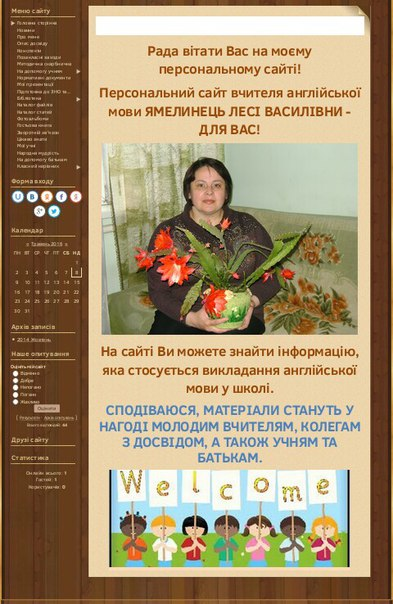 Меню сайту
Головна сторінка
Новини
Про мене
Опис досвіду
Конспекти
Позакласні заходи
Методична скарбничка
На допомогу учням
Нормативні документи
Мої презентації
Підготовка до ЗНО та...
Бібліотека
Каталог файлів
Каталог статей
Фотоальбоми
Гостьова книга
Зворотній зв'язок
Цікаво знати
Мої учні
Народна мудрість
На допомогу батькам
Класний керівник
Форма входу
Календар
« Травень 2016 »
ПН ВТ СР ЧТ ПТ СБ НД
1
2 3 4 5 6 7 8
9 10 11 12 13 14 15
16 17 18 19 20 21 22
23 24 25 26 27 28 29
30 31
Архів записів
2014 Жовтень
Наше опитування
Оцініть мій сайт
Відмінно
Добре
Непогано
Погано
Жахливо
Оцінити
[ Результати · Архів опитувань ]
Всього відповідей: 44
Друзі сайту
Статистика
Онлайн всього: 1
Гостей: 1
Користувачів: 0
Рада вітати Вас на моєму
персональному сайті!
Персональний сайт вчителя англійської
мови ЯМЕЛИНЕЦЬ ЛЕСІ ВАСИЛІВНИ -
ДЛЯ ВАС!
На сайті Ви можете знайти інформацію,
яка стосується викладання англійської
мови у школі.
СПОДІВАЮСЯ, МАТЕРІАЛИ СТАНУТЬ У
НАГОДІ МОЛОДИМ ВЧИТЕЛЯМ, КОЛЕГАМ
З ДОСВІДОМ, А ТАКОЖ УЧНЯМ ТА
БАТЬКАМ.
Welcome